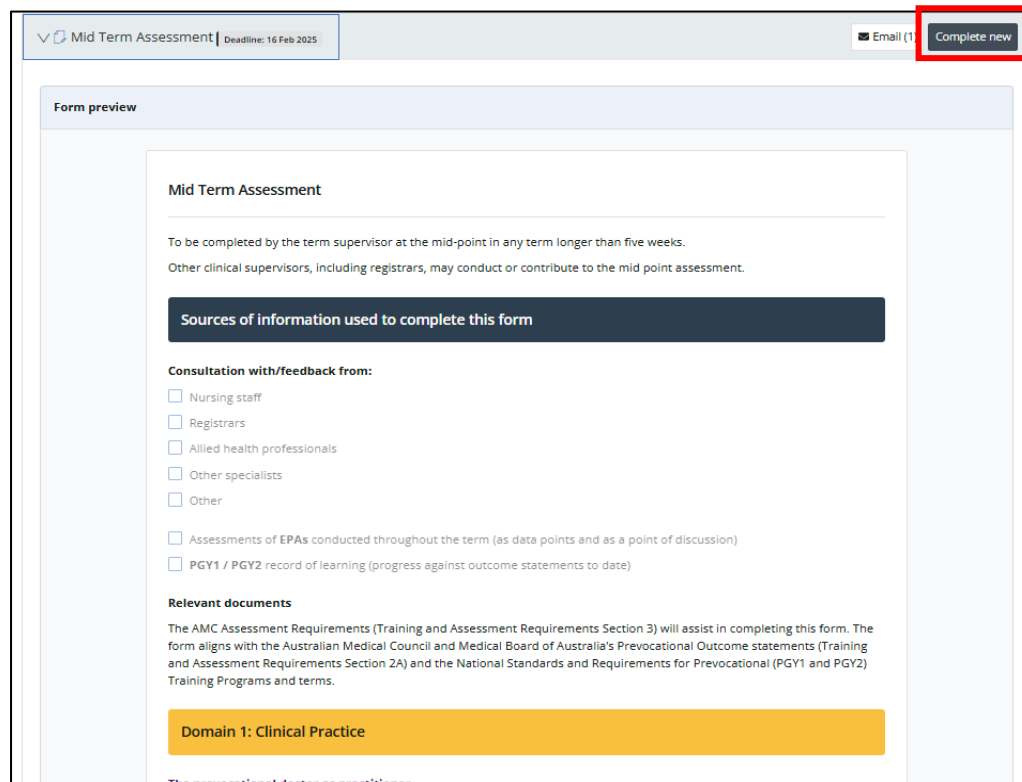 Mid Term Assessment Deadline: 16 Feb 2025
Email (1) Complete new
Form preview
Mid Term Assessment
To be completed by the term supervisor at the mid-point in any term longer than five weeks.
Other clinical supervisors, including registrars, may conduct or contribute to the mid point assessment.
Sources of information used to complete this form
Consultation with/feedback from:
Nursing staff
Registrars
Allied health professionals
Other specialists
Other
Assessments of EPAs conducted throughout the term (as data points and as a point of discussion)
PGY1 / PGY2 record of learning (progress against outcome statements to date)
Relevant documents
The AMC Assessment Requirements (Training and Assessment Requirements Section 3) will assist in completing this form. The
form aligns with the Australian Medical Council and Medical Board of Australia's Prevocational Outcome statements (Training
and Assessment Requirements Section 2A) and the National Standards and Requirements for Prevocational (PGY1 and PGY2)
Training Programs and terms.
Domain 1: Clinical Practice